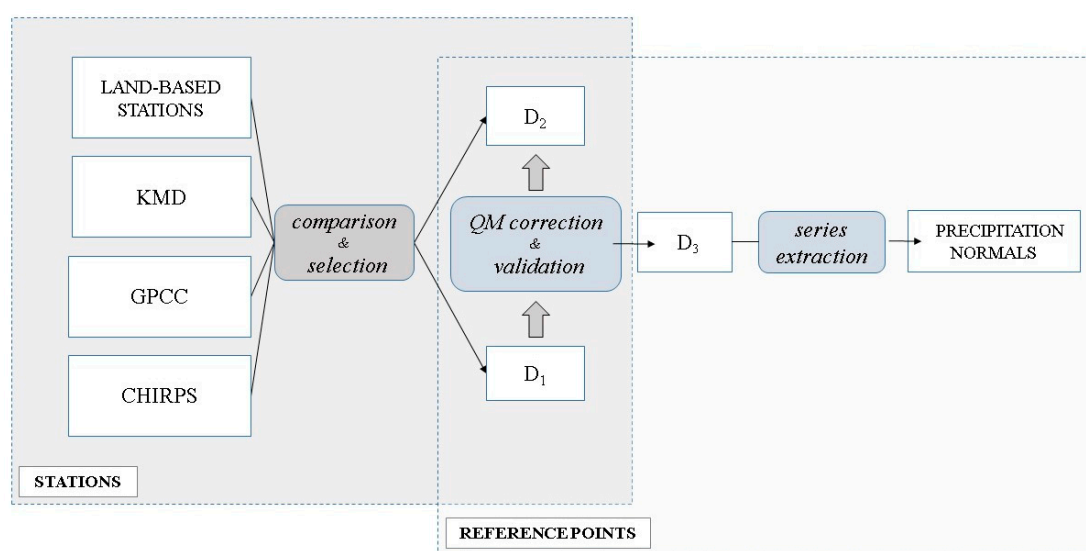 LAND-BASED
STATIONS
KMD
GPCC
CHIRPS
comparison
&
selection
D₂
QM correction
&
validation
D₁
D₃
series
extraction
PRECIPITATION
NORMALS
STATIONS
REFERENCE POINTS